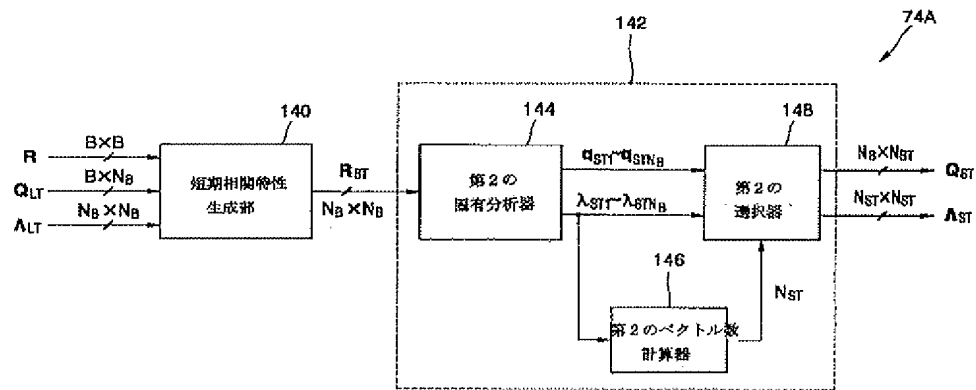 142
74A
140
144
148
R
B×B
Q_LT
B×N_B
Λ_LT
N_B×N_B
短期相関特性
生成部
R_BT
N_B×N_B
第2の
固有分析器
q_ST1~q_STN_B
λ_ST1~λ_STN_B
第2の
選択器
N_B×N_BT
Q_ST
N_ST×N_ST
Λ_ST
146
N_ST
第2のベクトル数
計算器